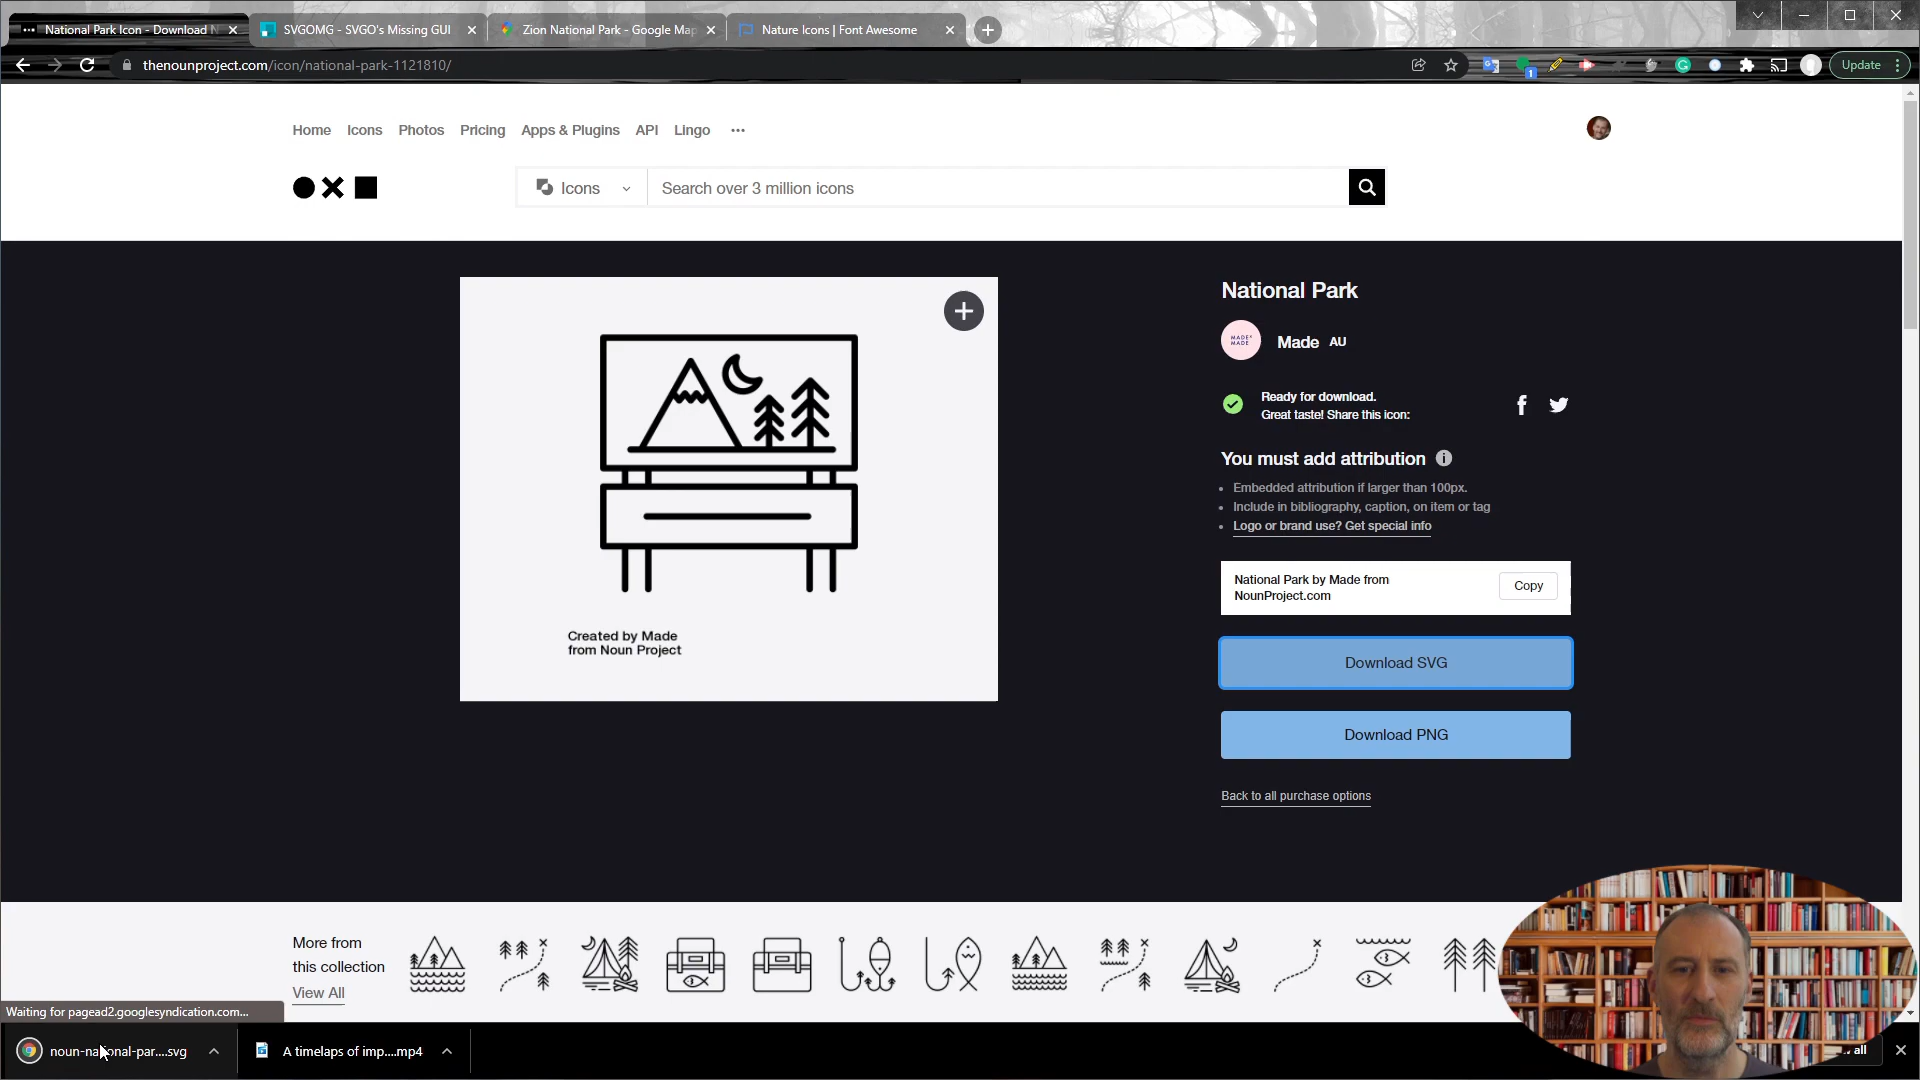 National Park Icon - Download N
SVGOMG - SVGO's Missing GUI
Zion National Park - Google Map
Nature Icons | Font Awesome
thenounproject.com/icon/national-park-1121810/
1
Update
Home Icons Photos Pricing Apps & Plugins API Lingo ···
Icons
Search over 3 million icons
National Park
MADE MADE
Made AU
Ready for download.
Great taste! Share this icon:
You must add attribution
Embedded attribution if larger than 100px.
Include in bibliography, caption, on item or tag
Logo or brand use? Get special info
National Park by Made from
NounProject.com
Copy
Download SVG
Download PNG
Back to all purchase options
Created by Made
from Noun Project
More from
this collection
View All
Waiting for pagead2.googlesyndication.com...
noun-national-par....svg
A timelaps of imp....mp4
all